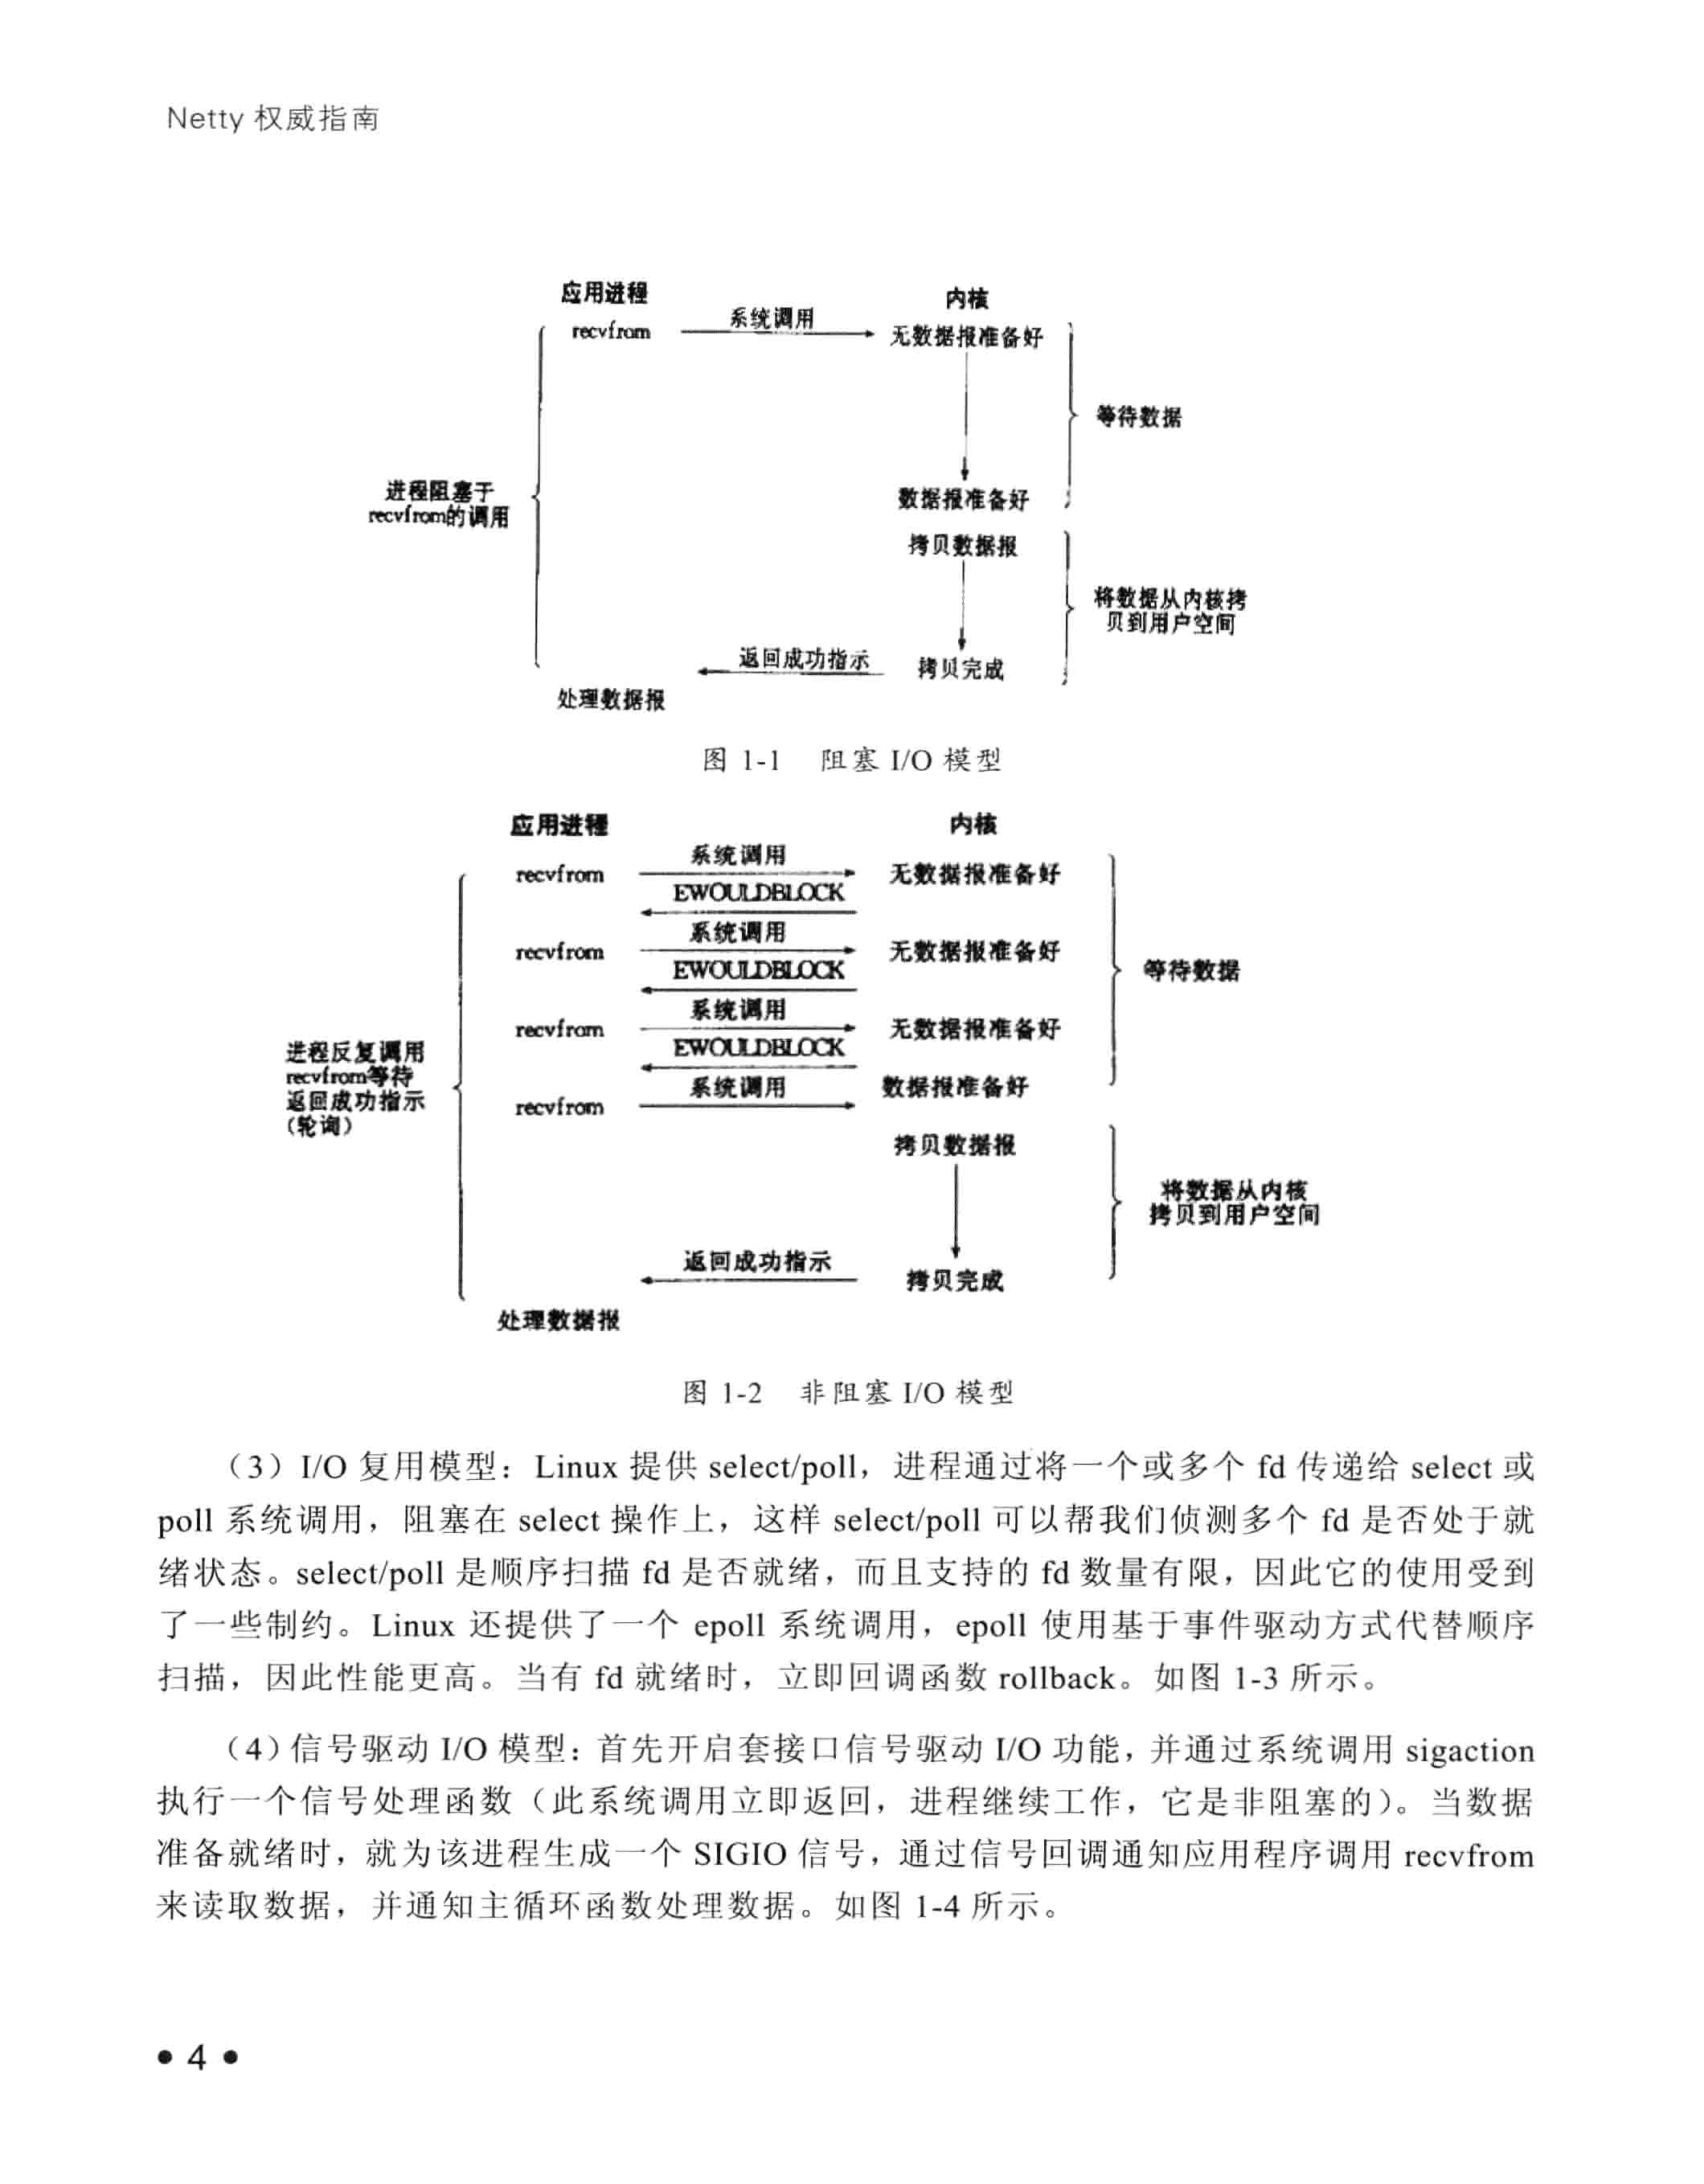 Netty 权威指南
应用进程
内核
recvfrom
系统调用
无数据报准备好
等待数据
进程阻塞于
recvfrom的调用
数据报准备好
拷贝数据报
将数据从内核拷
贝到用户空间
返回成功指示
拷贝完成
处理数据报
图 1-1 阻塞 I/O 模型
应用进程
内核
系统调用
recvfrom
无数据报准备好
EWOULDBLOCK
系统调用
recvfrom
无数据报准备好
EWOULDBLOCK
等待数据
系统调用
recvfrom
无数据报准备好
EWOULDBLOCK
进程反复调用
recvfrom等待
返回成功指示
(轮询)
系统调用
recvfrom
数据报准备好
拷贝数据报
将数据从内核
拷贝到用户空间
返回成功指示
拷贝完成
处理数据报
图 1-2 非阻塞 I/O 模型
（3）I/O 复用模型：Linux 提供 select/poll，进程通过将一个或多个 fd 传递给 select 或
poll 系统调用，阻塞在 select 操作上，这样 select/poll 可以帮我们侦测多个 fd 是否处于就
绪状态。select/poll 是顺序扫描 fd 是否就绪，而且支持的 fd 数量有限，因此它的使用受到
了一些制约。Linux 还提供了一个 epoll 系统调用，epoll 使用基于事件驱动方式代替顺序
扫描，因此性能更高。当有 fd 就绪时，立即回调函数 rollback。如图 1-3 所示。
（4）信号驱动 I/O 模型：首先开启套接口信号驱动 I/O 功能，并通过系统调用 sigaction
执行一个信号处理函数（此系统调用立即返回，进程继续工作，它是非阻塞的）。当数据
准备就绪时，就为该进程生成一个 SIGIO 信号，通过信号回调通知应用程序调用 recvfrom
来读取数据，并通知主循环函数处理数据。如图 1-4 所示。
• 4 •